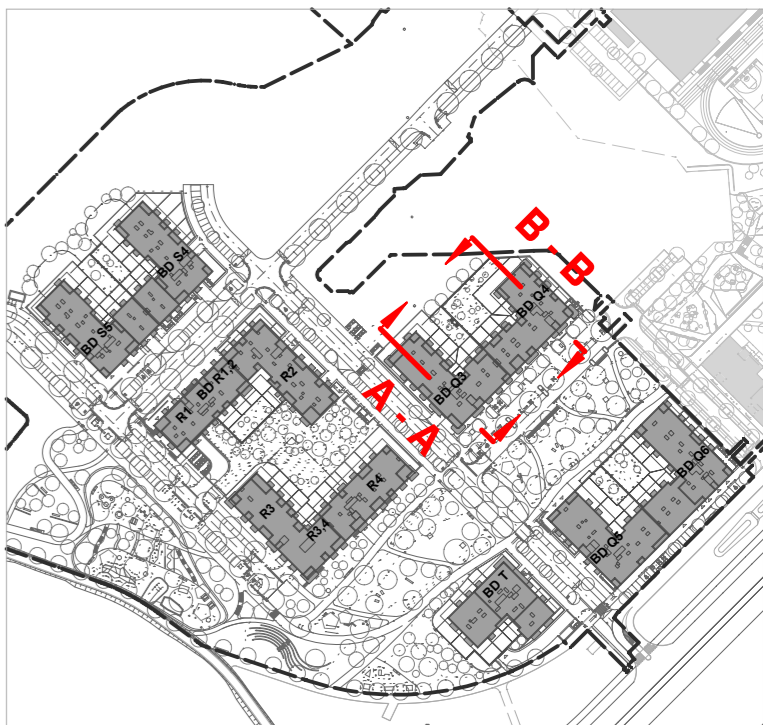 B - B
BD S4
BD Q4
BD S5
R2
BD R1,2
R1
BD Q3
A - A
BD Q6
R4
R3
R3,4
BD Q5
BD T